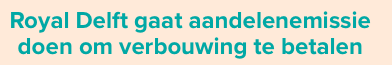 Royal Delft gaat aandelenemissie
doen om verbouwing te betalen